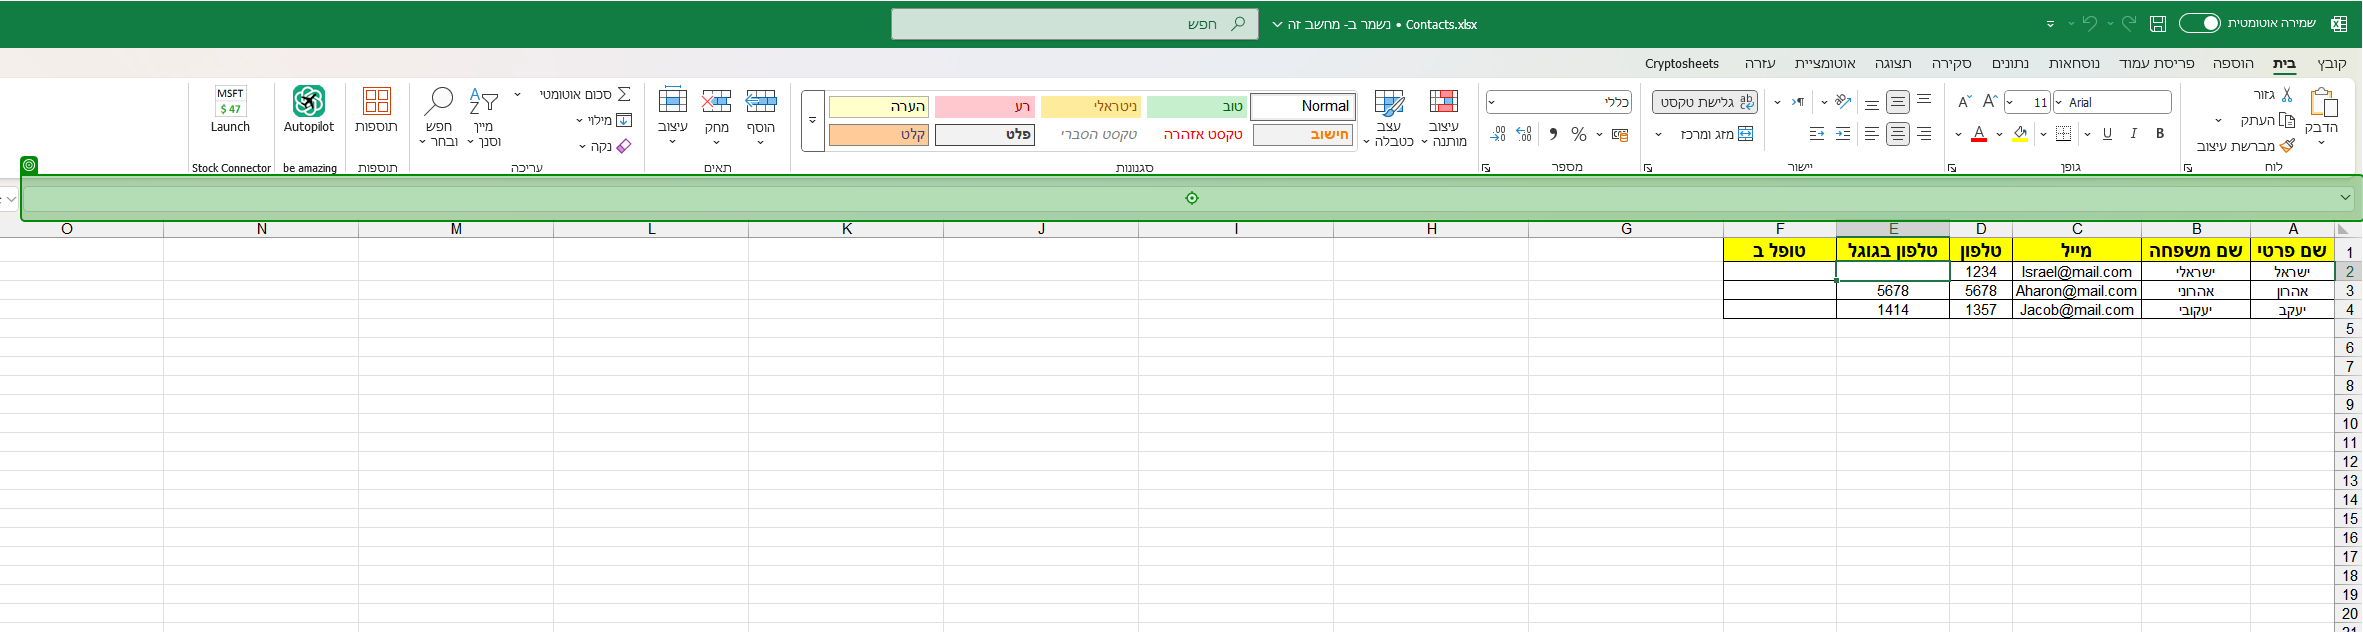 שמירה אוטומטית
Contacts.xlsx • נשמר ב- מחשב זה
חפש
קובץ בית הוספה פריסת עמוד נוסחאות נתונים סקירה תצוגה אוטומציית עזרה Cryptosheets
הדבק
גזור
העתק
מברשת עיצוב
לוח
Arial 11
B I U
גופן
גלישת טקסט
מזג ומרכז
יישור
כללי
%
מספר
עיצוב מותנה
עצב כטבלה
Normal טוב ניטראלי רע הערה
חישוב טקסט אזהרה טקסט הסברי פלט קלט
סגנונות
הוסף מחק עיצוב
תאים
סכום אוטומטי
מילוי
נקה
מיין וסנן
חפש ובחר
עריכה
תוספות
תוספות
Autopilot
be amazing
MSFT
$ 47
Launch
Stock Connector
A B C D E F G H I J K L M N O
1 שם פרטי שם משפחה מייל טלפון טלפון בגוגל טופל ב
2 ישראל ישראלי Israel@mail.com 1234
3 אהרון אהרוני Aharon@mail.com 5678 5678
4 יעקב יעקובי Jacob@mail.com 1357 1414
5
6
7
8
9
10
11
12
13
14
15
16
17
18
19
20